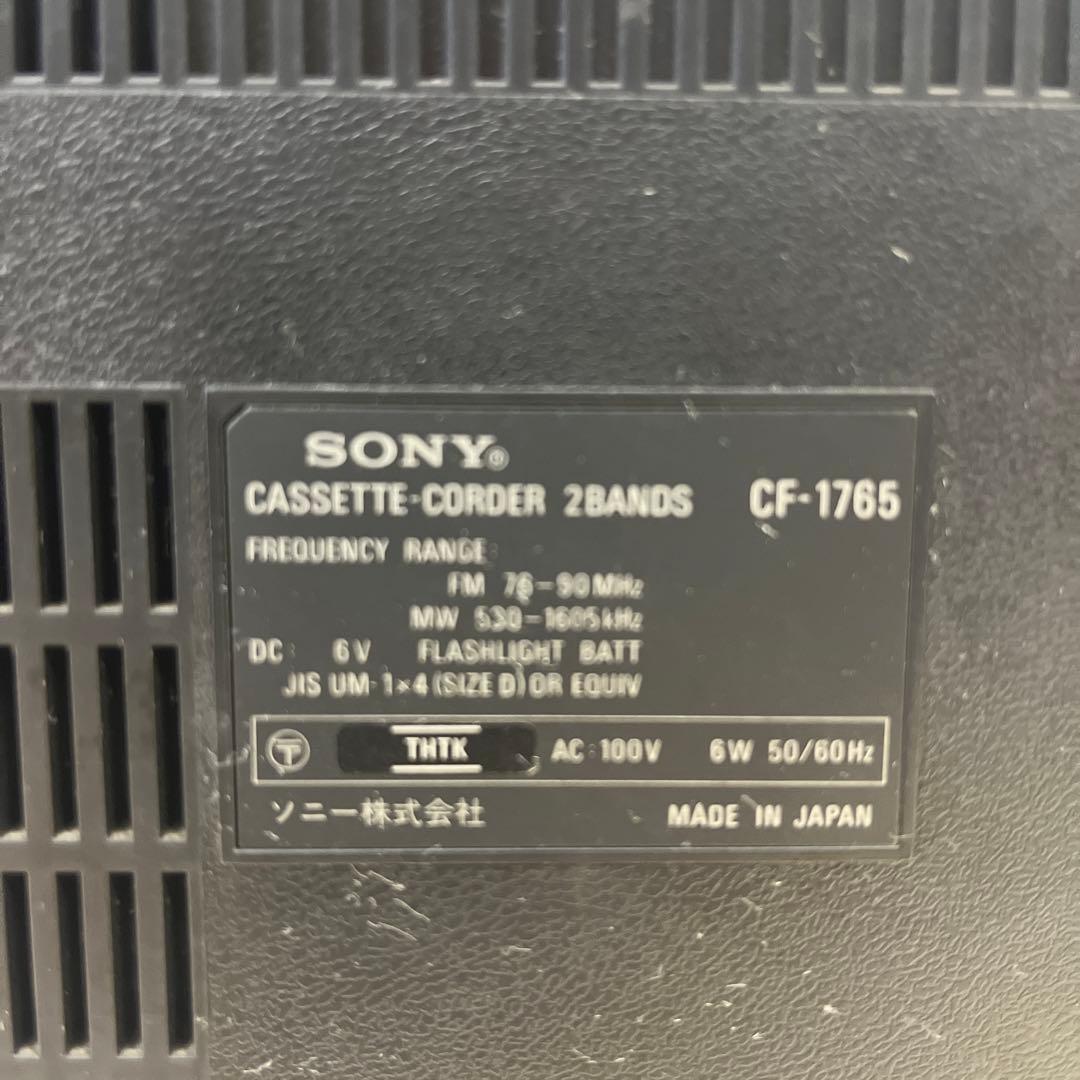 SONY®
CASSETTE-CORDER 2BANDS CF-1765
FREQUENCY RANGE:
FM 76-90MHz
MW 530-1605kHz
DC: 6V FLASHLIGHT BATT
JIS UM-1×4(SIZE D)OR EQUIV
〶 THTK AC:100V 6W 50/60Hz
ソニー株式会社 MADE IN JAPAN